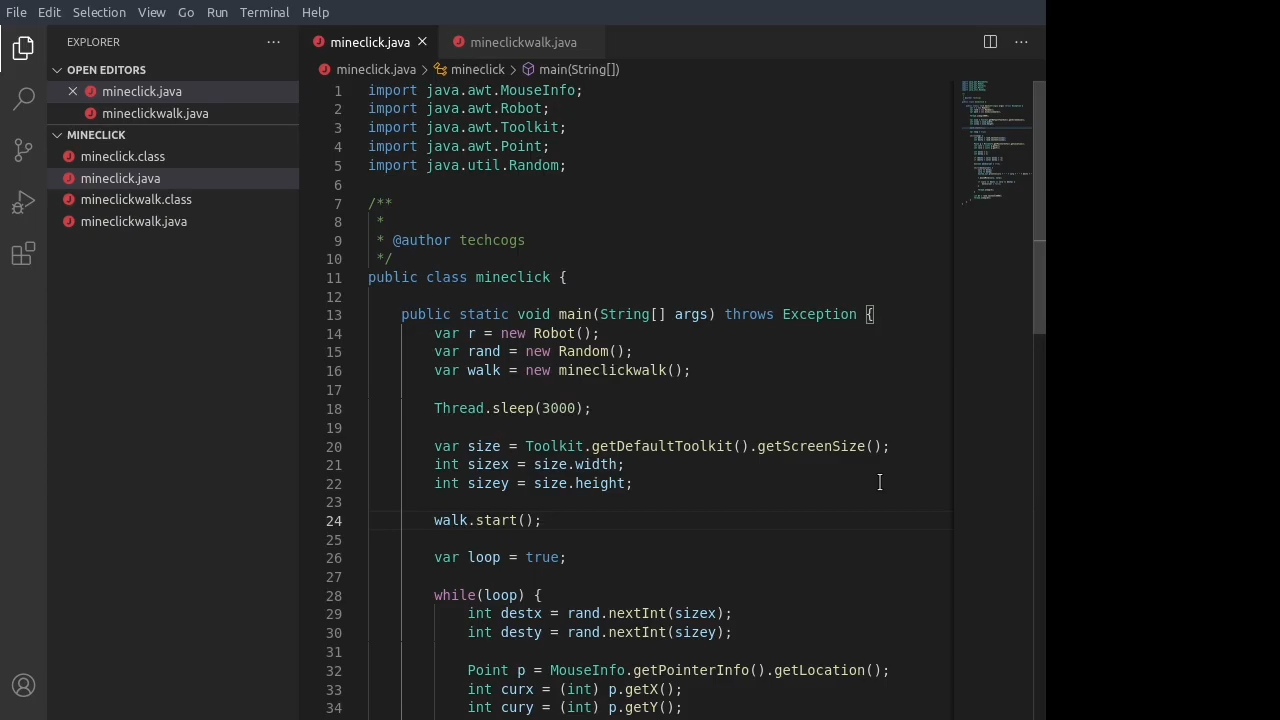 File Edit Selection View Go Run Terminal Help
EXPLORER
OPEN EDITORS
mineclick.java
mineclickwalk.java
MINECLICK
mineclick.class
mineclick.java
mineclickwalk.class
mineclickwalk.java
mineclick.java mineclickwalk.java
mineclick.java > mineclick > main(String[])
1 import java.awt.MouseInfo;
2 import java.awt.Robot;
3 import java.awt.Toolkit;
4 import java.awt.Point;
5 import java.util.Random;
6
7 /**
8 *
9 * @author techcogs
10 */
11 public class mineclick {
12
13 public static void main(String[] args) throws Exception {
14 var r = new Robot();
15 var rand = new Random();
16 var walk = new mineclickwalk();
17
18 Thread.sleep(3000);
19
20 var size = Toolkit.getDefaultToolkit().getScreenSize();
21 int sizex = size.width;
22 int sizey = size.height;
23
24 walk.start();
25
26 var loop = true;
27
28 while(loop) {
29 int destx = rand.nextInt(sizex);
30 int desty = rand.nextInt(sizey);
31
32 Point p = MouseInfo.getPointerInfo().getLocation();
33 int curx = (int) p.getX();
34 int cury = (int) p.getY();